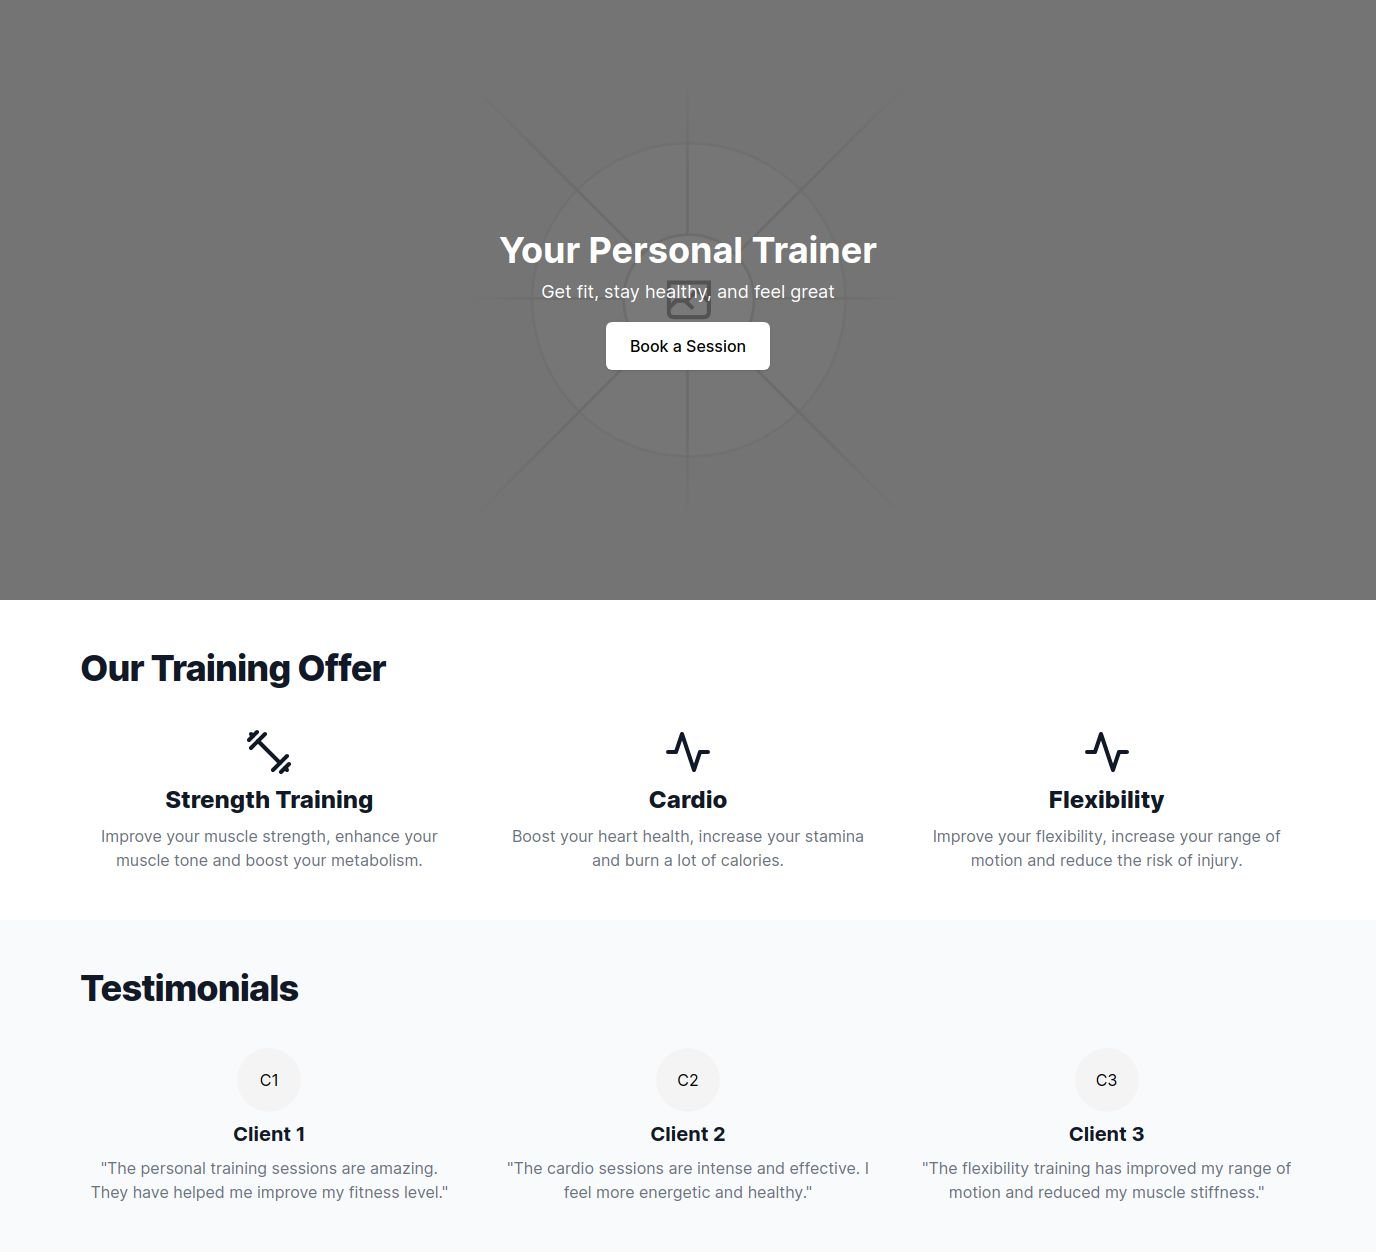 Your Personal Trainer
Get fit, stay healthy, and feel great
Book a Session
Our Training Offer
Strength Training
Improve your muscle strength, enhance your
muscle tone and boost your metabolism.
Cardio
Boost your heart health, increase your stamina
and burn a lot of calories.
Flexibility
Improve your flexibility, increase your range of
motion and reduce the risk of injury.
Testimonials
C1
Client 1
"The personal training sessions are amazing.
They have helped me improve my fitness level."
C2
Client 2
"The cardio sessions are intense and effective. I
feel more energetic and healthy."
C3
Client 3
"The flexibility training has improved my range of
motion and reduced my muscle stiffness."